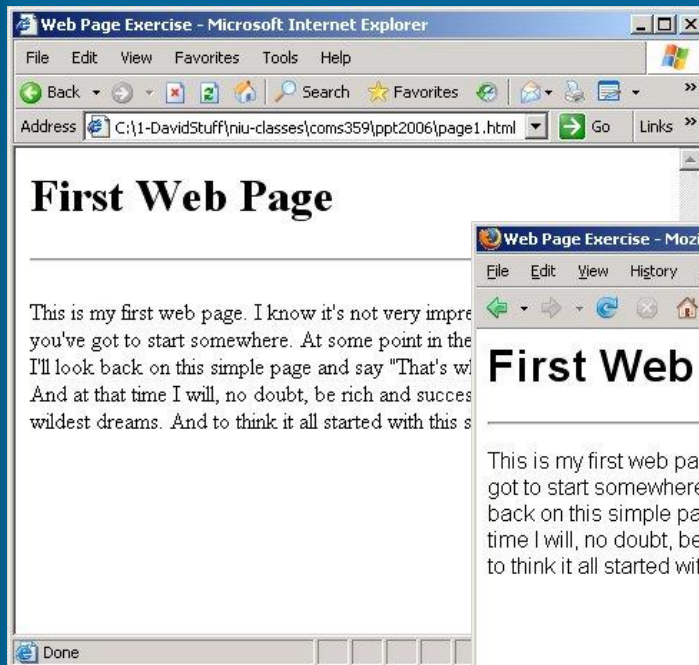 Web Page Exercise - Microsoft Internet Explorer
File Edit View Favorites Tools Help
Back Search Favorites »
Address C:\1-DavidStuff\niu-classes\coms359\ppt2006\page1.html Go Links »
First Web Page
This is my first web page. I know it's not very impre
you've got to start somewhere. At some point in the
I'll look back on this simple page and say "That's wh
And at that time I will, no doubt, be rich and succes
wildest dreams. And to think it all started with this s
Done
Web Page Exercise - Mozi
File Edit View History
First Web
This is my first web pa
got to start somewhere
back on this simple pa
time I will, no doubt, be
to think it all started wit